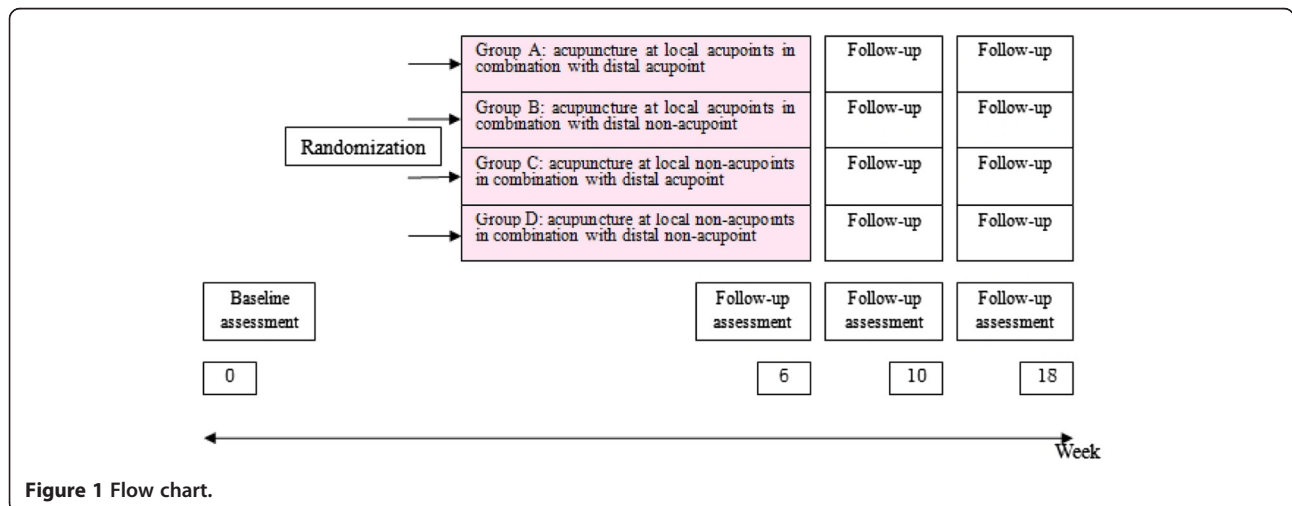 Group A: acupuncture at local acupoints in
combination with distal acupoint
Follow-up
Follow-up
Group B: acupuncture at local acupoints in
combination with distal non-acupoint
Follow-up
Follow-up
Randomization
Group C: acupuncture at local non-acupoints
in combination with distal acupoint
Follow-up
Follow-up
Group D: acupuncture at local non-acupoints
in combination with distal non-acupoint
Follow-up
Follow-up
Baseline
assessment
Follow-up
assessment
Follow-up
assessment
Follow-up
assessment
0
6
10
18
Week
Figure 1 Flow chart.